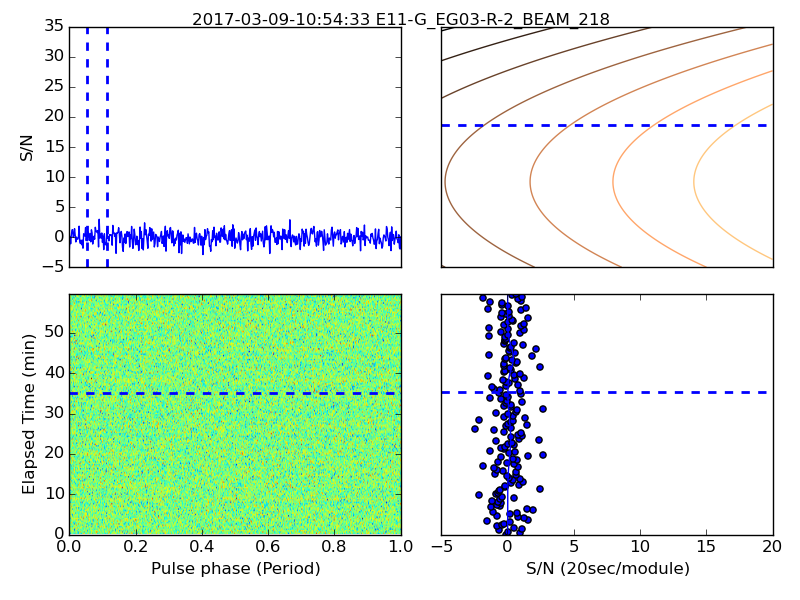 2017-03-09-10:54:33 E11-G_EG03-R-2_BEAM_218
35
30
25
20
15
10
5
0
−5
S/N
50
40
30
20
10
0
Elapsed Time (min)
0.0 0.2 0.4 0.6 0.8 1.0
Pulse phase (Period)
−5 0 5 10 15 20
S/N (20sec/module)